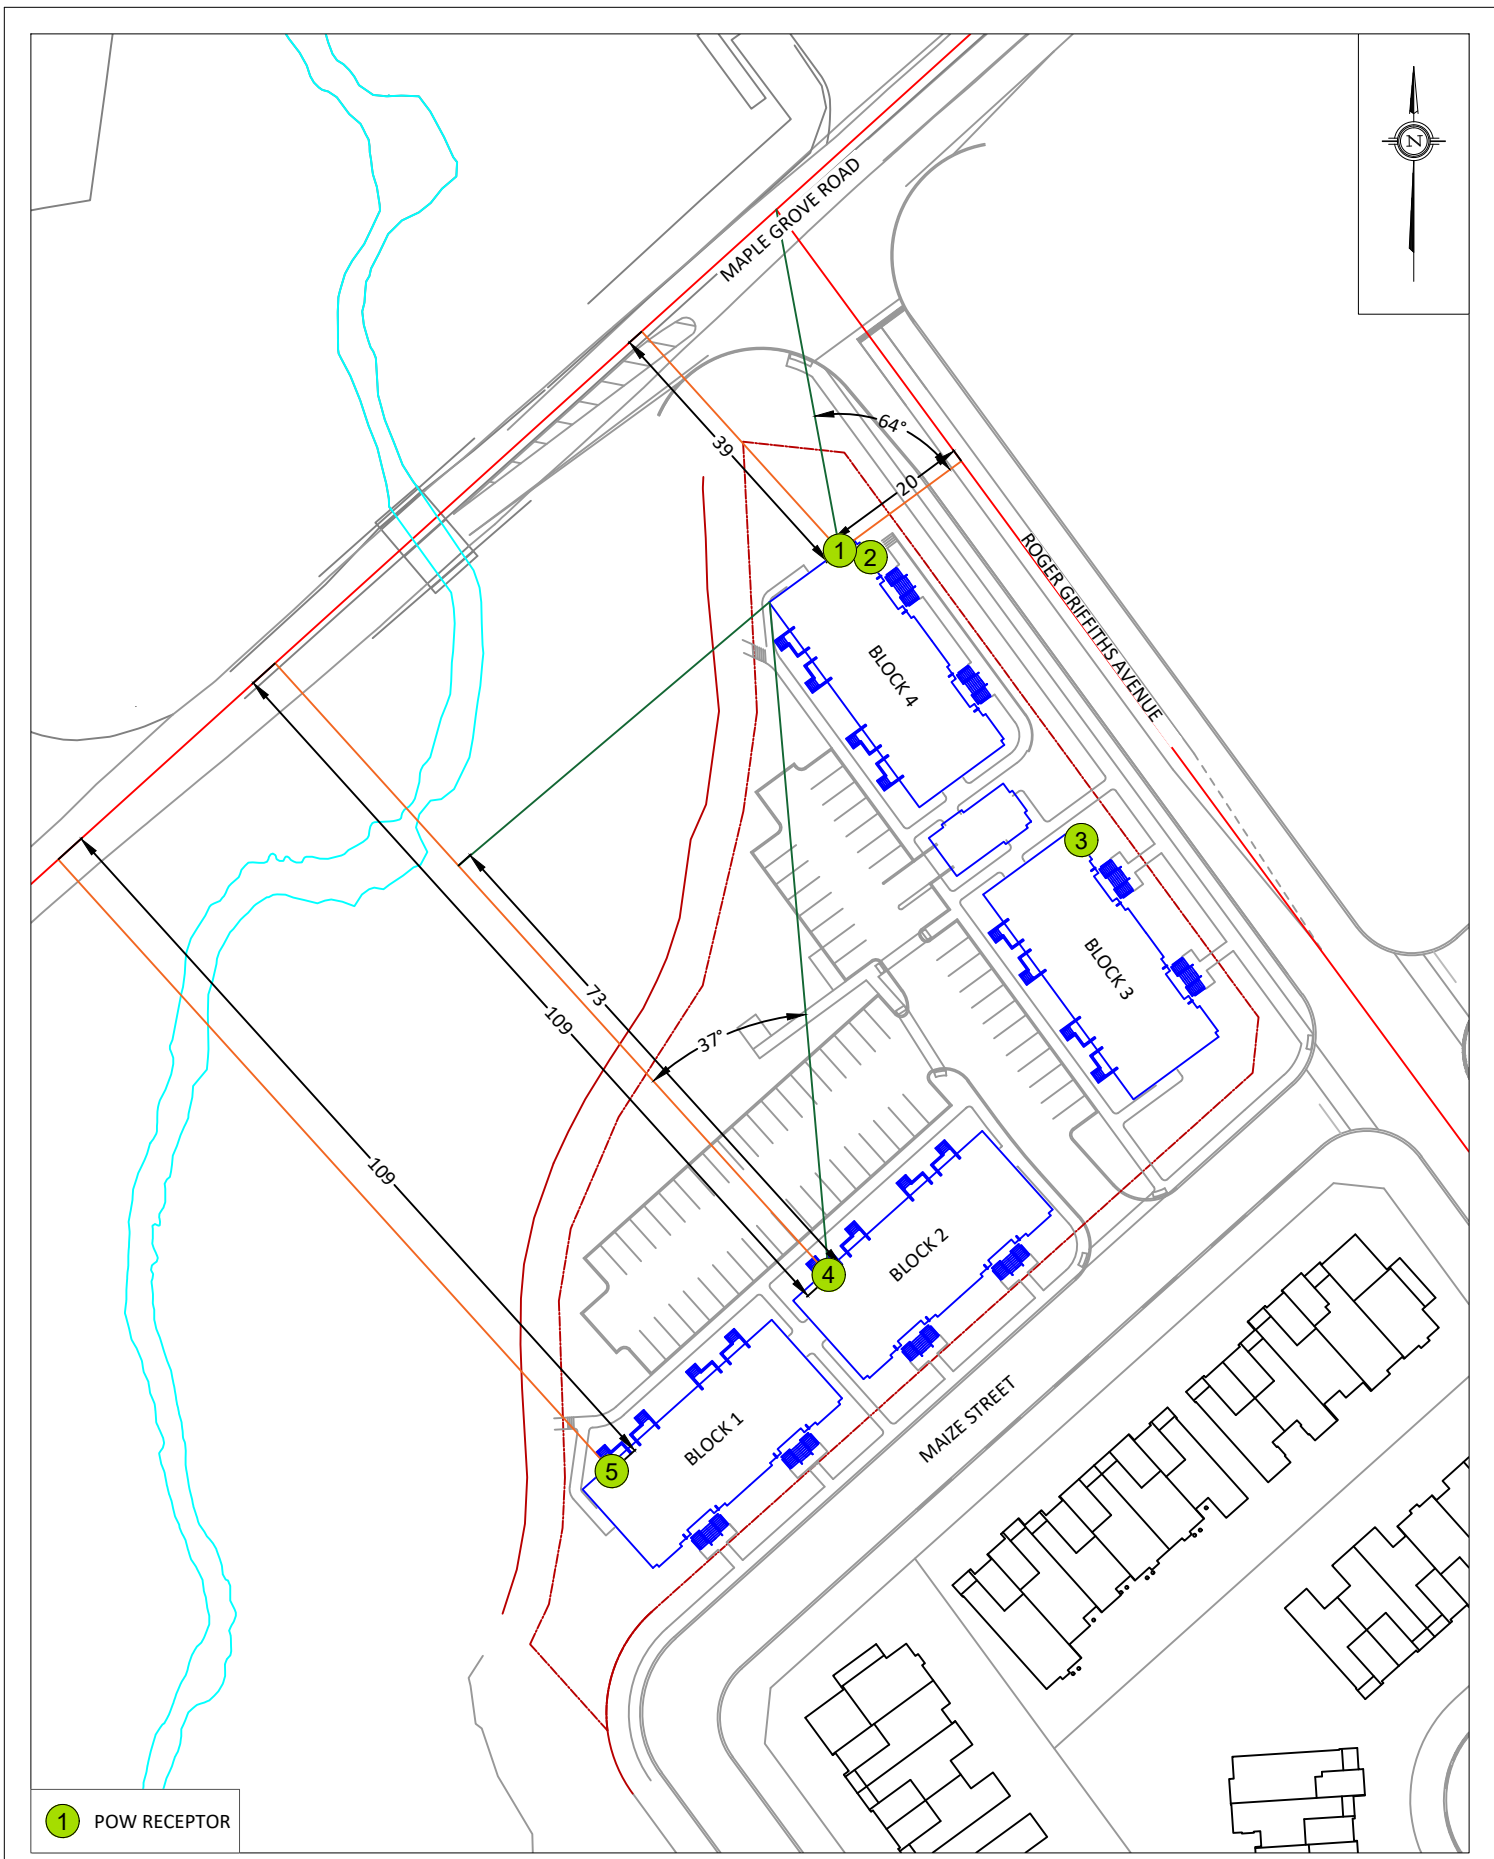 N
MAPLE GROVE ROAD
64°
39
20
1
2
ROGER GRIFFITHS AVENUE
BLOCK 4
3
BLOCK 3
73
109
37°
109
4
BLOCK 2
5
BLOCK 1
MAIZE STREET
1 POW RECEPTOR